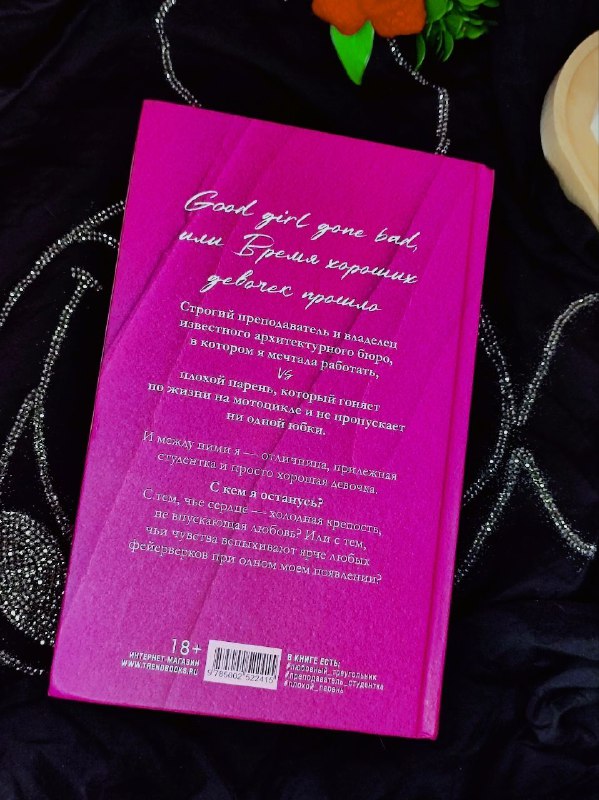 Good girl gone bad,
или Время хороших
девочек прошло
Строгий преподаватель и владелец
известного архитектурного бюро,
в котором я мечтала работать,
VS
плохой парень, который гоняет
по жизни на мотоцикле и не пропускает
ни одной юбки.
И между ними я — отличница, прилежная
студентка и просто хорошая девочка.
С кем я останусь?
С тем, чье сердце — холодная крепость,
не впускающая любовь? Или с тем,
чьи чувства вспыхивают ярче любых
фейерверков при одном моем появлении?
18+
ИНТЕРНЕТ-МАГАЗИН
WWW.TRENDBOOKS.RU
9785002522415
В КНИГЕ ЕСТЬ:
#любовный_треугольник
#преподаватель_студентка
#плохой_парень